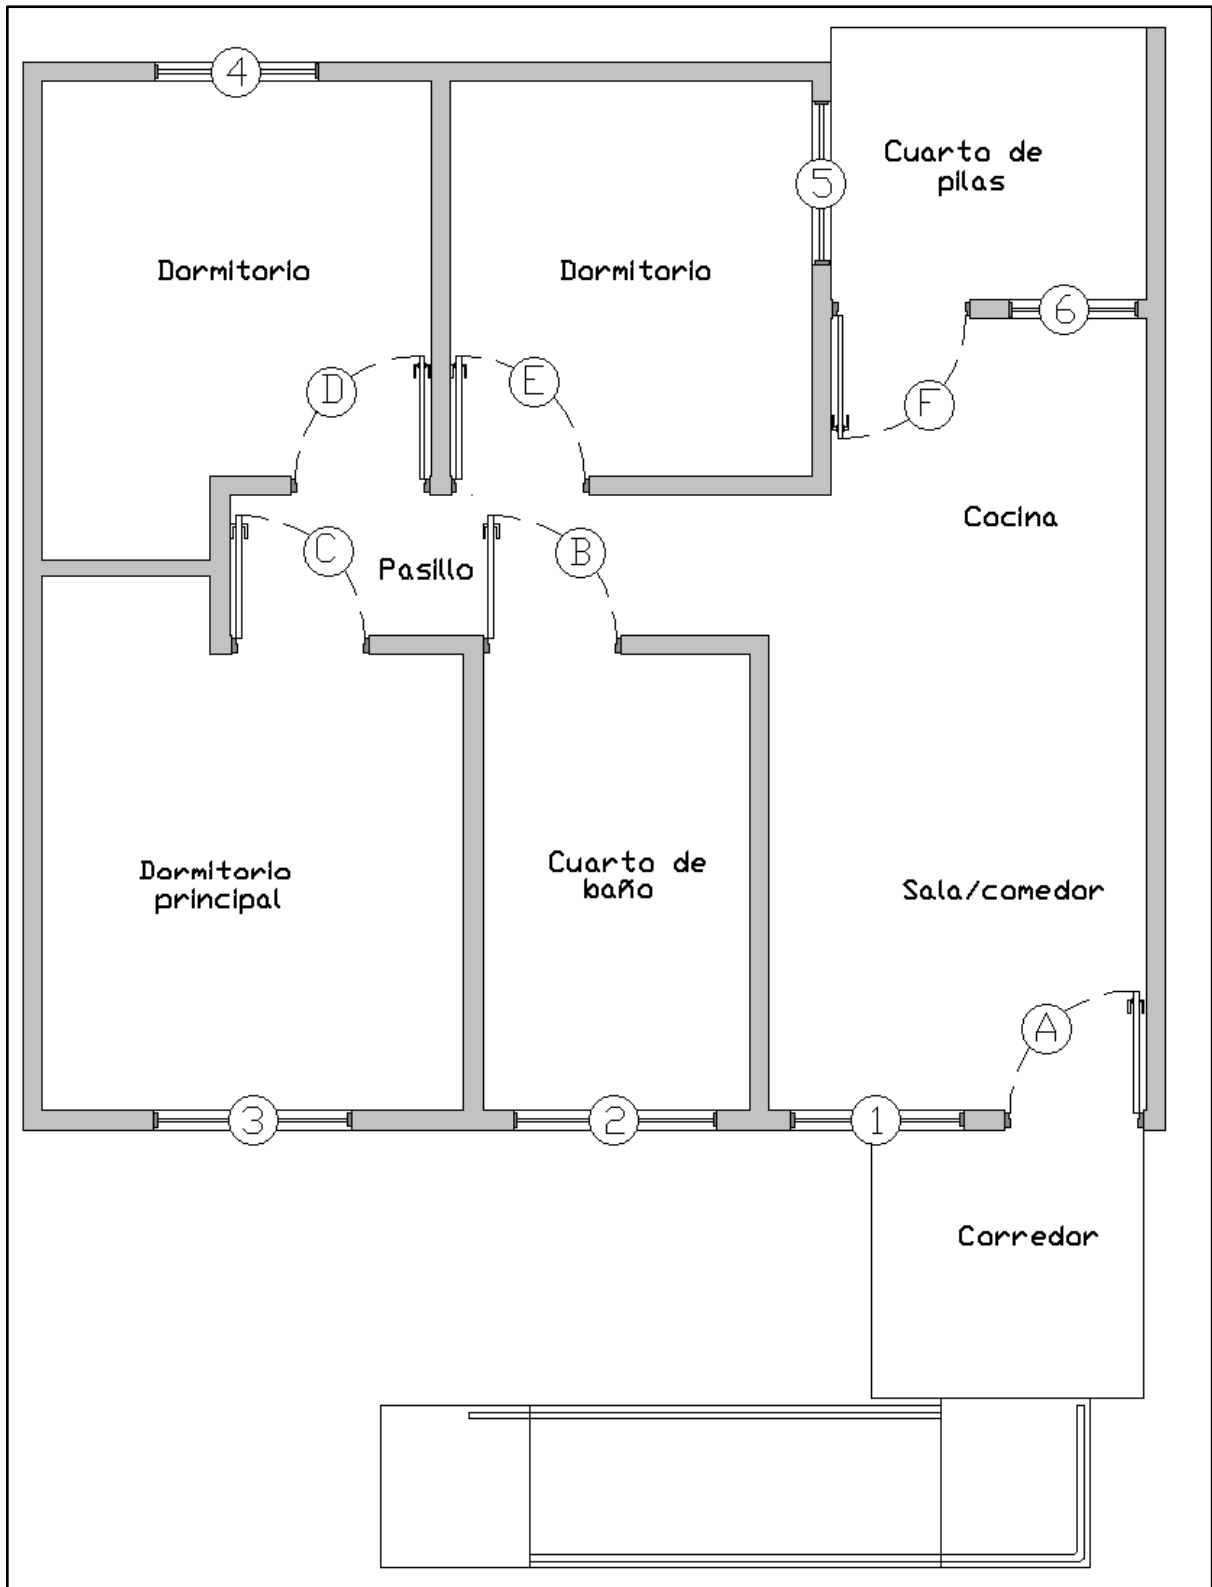 4
Cuarto de
pilas
5
Dormitorio
Dormitorio
6
D
E
F
Cocina
C
B
Pasillo
Dormitorio
principal
Cuarto de
baño
Sala/comedor
A
3
2
1
Corredor